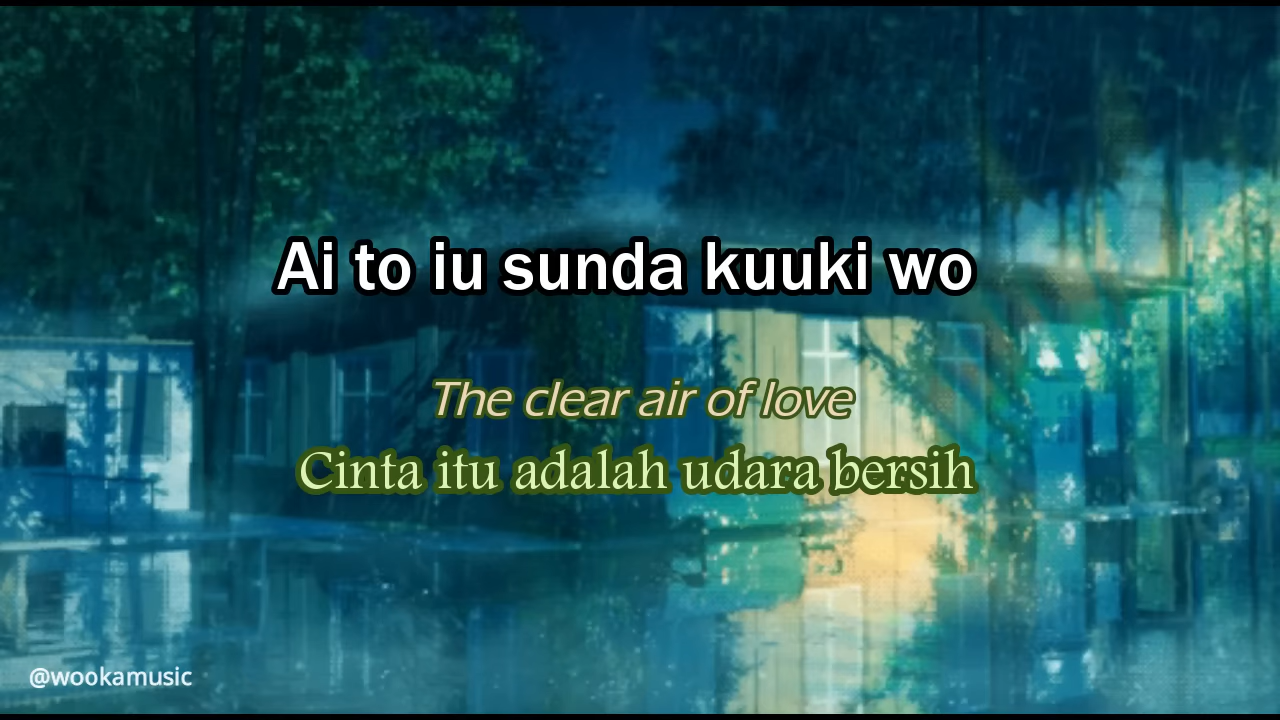 Ai to iu sunda kuuki wo
The clear air of love
Cinta itu adalah udara bersih
@wookamusic